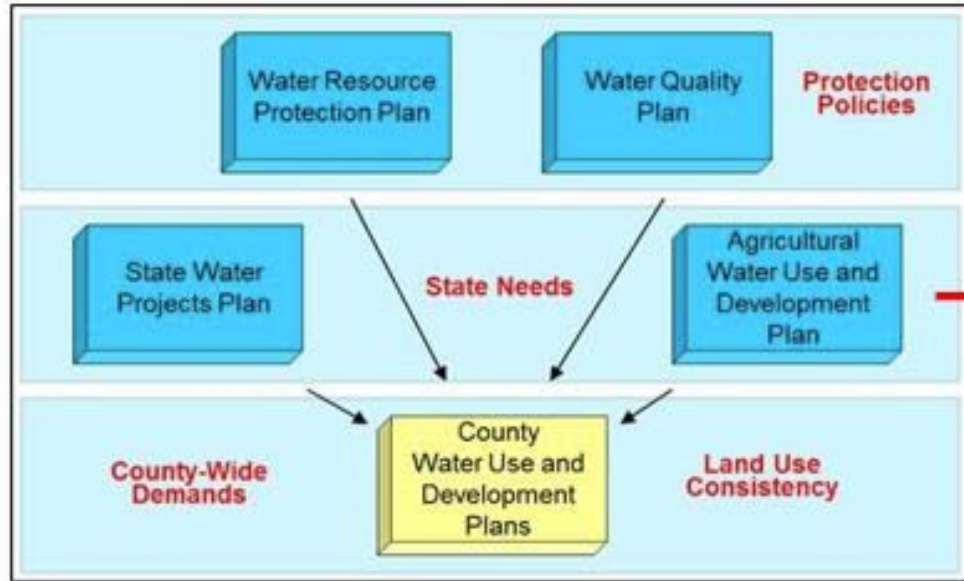 Water Resource
Protection Plan
Water Quality
Plan
Protection
Policies
State Water
Projects Plan
State Needs
Agricultural
Water Use and
Development
Plan
County-Wide
Demands
County
Water Use and
Development
Plans
Land Use
Consistency